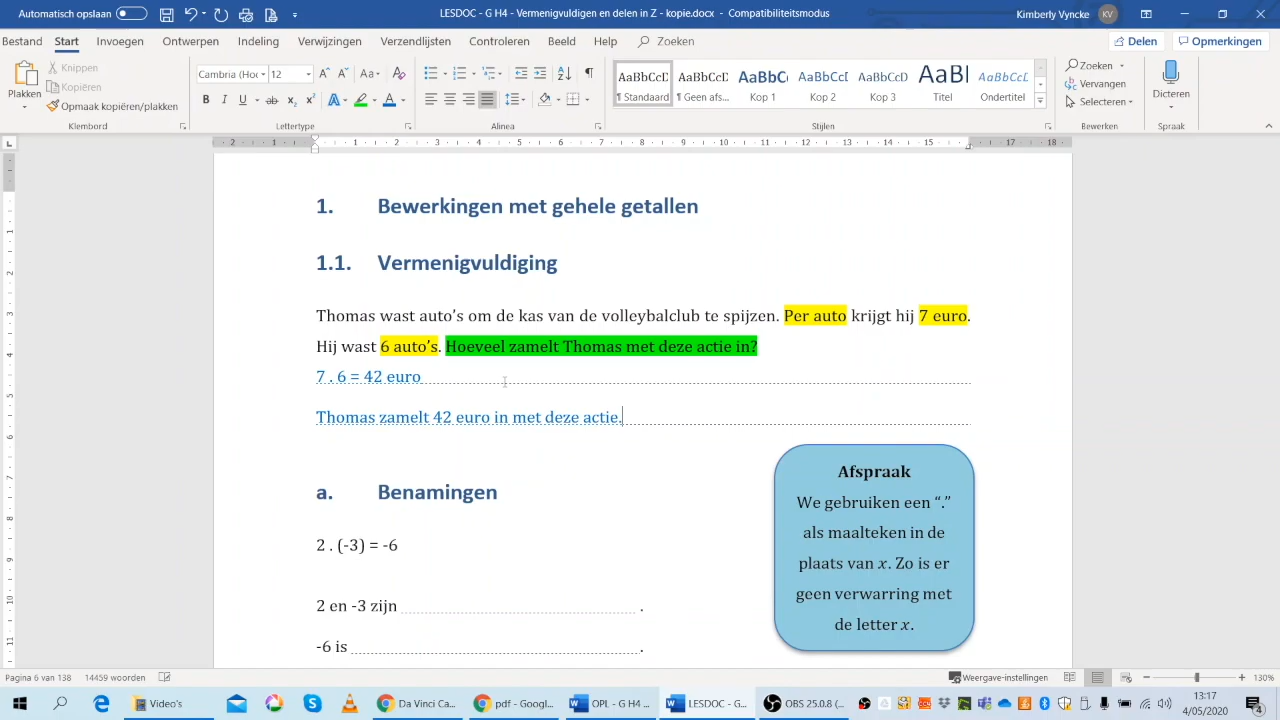 Automatisch opslaan
LESDOC - G - H4 - Vermenigvuldigen en delen in Z - kopie.docx - Compatibiliteitsmodus
Kimberly Vyncke KV
Bestand Start Invoegen Ontwerpen Indeling Verwijzingen Verzendlijsten Controleren Beeld Help Zoeken Delen Opmerkingen
Plakken
Knippen
Kopiëren
Opmaak kopiëren/plakken
Klembord
Cambria (Hoo 12
Lettertype
Alinea
AaBbCcD ¶ Standaard
¶ Geen afs...
Kop 1
Kop 2
AaBbCcD Kop 3
Titel
Ondertitel
Stijlen
Zoeken
Vervangen
Selecteren
Bewerken
Dicteren
Spraak
1. Bewerkingen met gehele getallen
1.1. Vermenigvuldiging
Thomas wast auto’s om de kas van de volleybalclub te spijzen. Per auto krijgt hij 7 euro.
Hij wast 6 auto’s. Hoeveel zamelt Thomas met deze actie in?
7 . 6 = 42 euro
Thomas zamelt 42 euro in met deze actie.
a. Benamingen
2 . (-3) = -6
2 en -3 zijn .
-6 is .
Afspraak
We gebruiken een “.”
als maalteken in de
plaats van x. Zo is er
geen verwarring met
de letter x.
Pagina 6 van 138 14459 woorden
Weergave-instellingen
130%
Video's
Da Vinci Ca...
pdf - Googl...
OPL - G H4 ...
LESDOC - G...
OBS 25.0.8 (...
13:17
4/05/2020
4